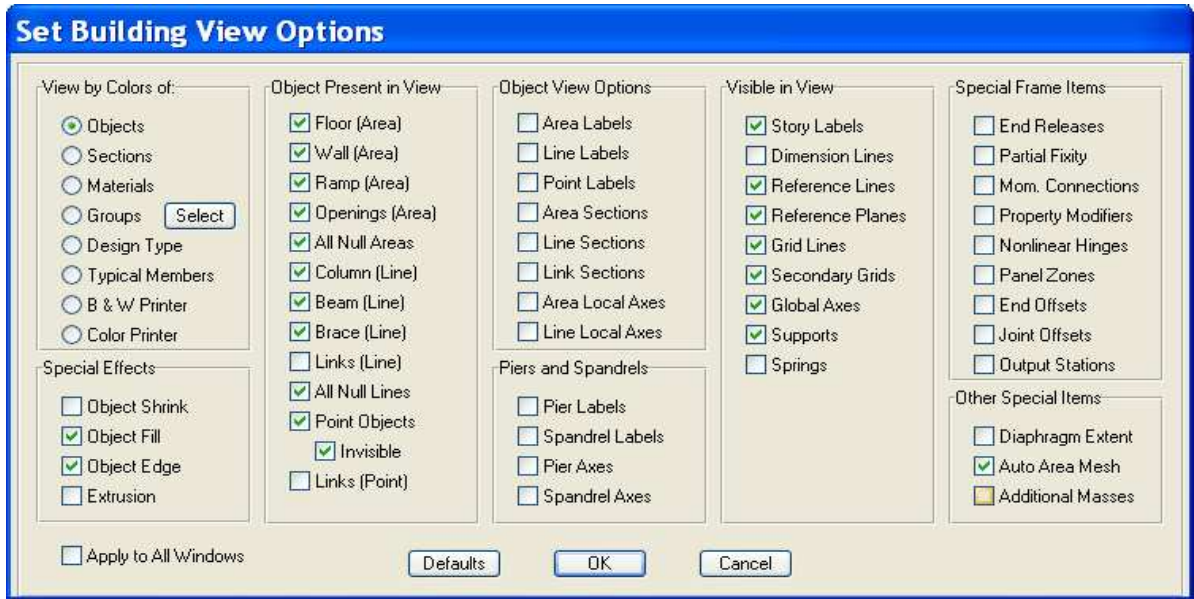 Set Building View Options
View by Colors of:
Objects
Sections
Materials
Groups
Select
Design Type
Typical Members
B & W Printer
Color Printer
Special Effects
Object Shrink
Object Fill
Object Edge
Extrusion
Object Present in View
Floor (Area)
Wall (Area)
Ramp (Area)
Openings (Area)
All Null Areas
Column (Line)
Beam (Line)
Brace (Line)
Links (Line)
All Null Lines
Point Objects
Invisible
Links (Point)
Object View Options
Area Labels
Line Labels
Point Labels
Area Sections
Line Sections
Link Sections
Area Local Axes
Line Local Axes
Piers and Spandrels
Pier Labels
Spandrel Labels
Pier Axes
Spandrel Axes
Visible in View
Story Labels
Dimension Lines
Reference Lines
Reference Planes
Grid Lines
Secondary Grids
Global Axes
Supports
Springs
Special Frame Items
End Releases
Partial Fixity
Mom. Connections
Property Modifiers
Nonlinear Hinges
Panel Zones
End Offsets
Joint Offsets
Output Stations
Other Special Items
Diaphragm Extent
Auto Area Mesh
Additional Masses
Apply to All Windows
Defaults
OK
Cancel